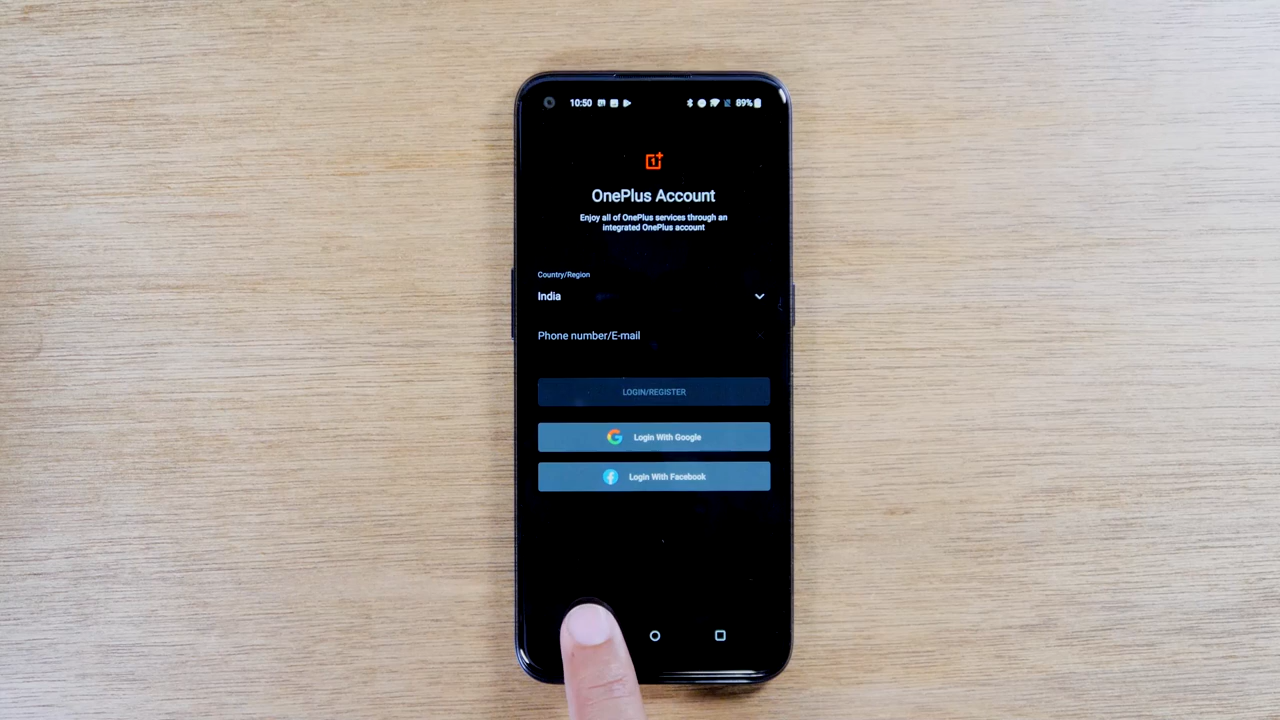 10:50
89%
OnePlus Account
Enjoy all of OnePlus services through an
integrated OnePlus account
Country/Region
India
Phone number/E-mail
LOGIN/REGISTER
Login With Google
Login With Facebook